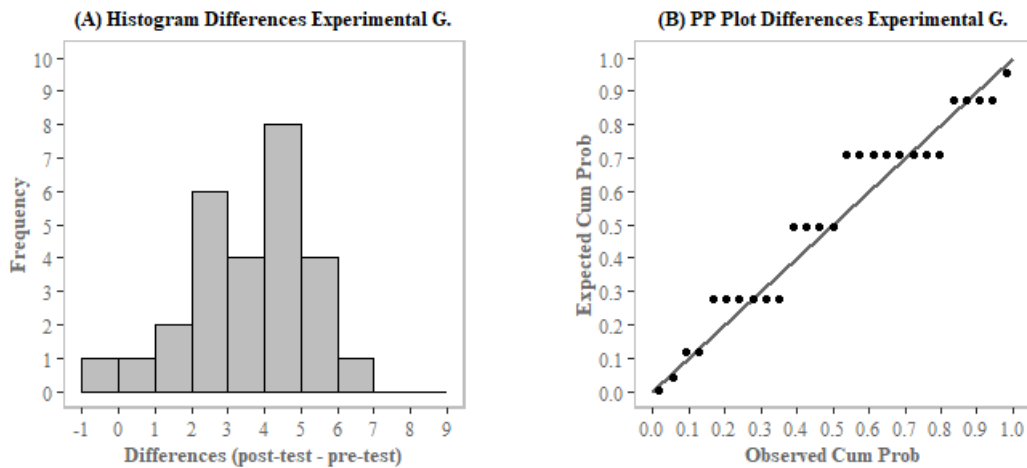 (A) Histogram Differences Experimental G.
10
9
8
7
6
5
4
3
2
1
0
Frequency
-1 0 1 2 3 4 5 6 7 8 9
Differences (post-test - pre-test)
(B) PP Plot Differences Experimental G.
1.0
0.9
0.8
0.7
0.6
0.5
0.4
0.3
0.2
0.1
0.0
Expected Cum Prob
0.0 0.1 0.2 0.3 0.4 0.5 0.6 0.7 0.8 0.9 1.0
Observed Cum Prob